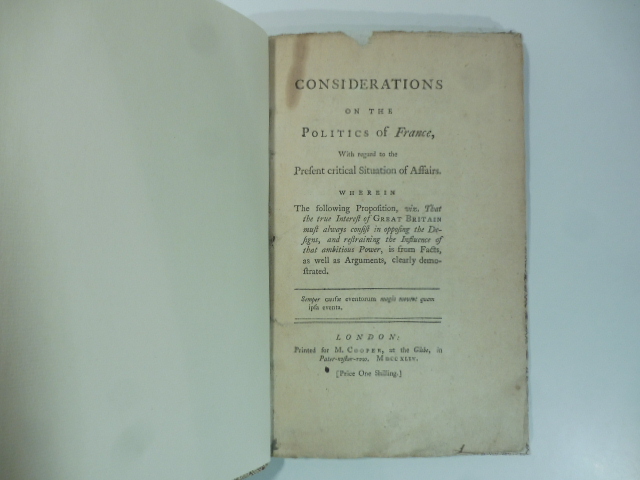 CONSIDERATIONS
ON THE
POLITICS of France,
With regard to the
Preſent critical Situation of Affairs.
WHEREIN
The following Propoſition, viz. That
the true Intereſt of GREAT BRITAIN
muſt always conſiſt in oppoſing the De-
ſigns, and reſtraining the Influence of
that ambitious Power, is from Facts,
as well as Arguments, clearly demo-
ſtrated.
Semper cauſæ eventorum magis movent quam
ipſa eventa.
LONDON:
Printed for M. COOPER, at the Globe, in
Pater-noſter-row. MDCCXLIV.
[Price One Shilling.]